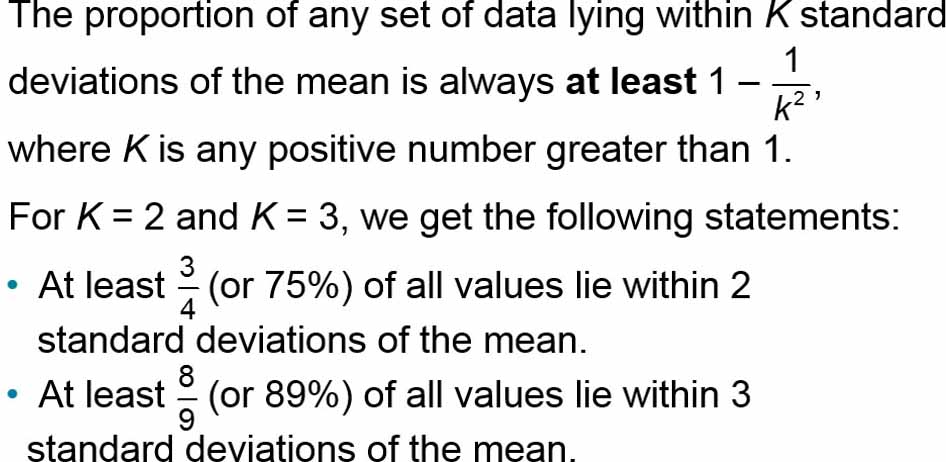 The proportion of any set of data lying within K standard
deviations of the mean is always at least 1 − 1/k²,
where K is any positive number greater than 1.
For K = 2 and K = 3, we get the following statements:
• At least 3/4 (or 75%) of all values lie within 2
standard deviations of the mean.
• At least 8/9 (or 89%) of all values lie within 3
standard deviations of the mean.